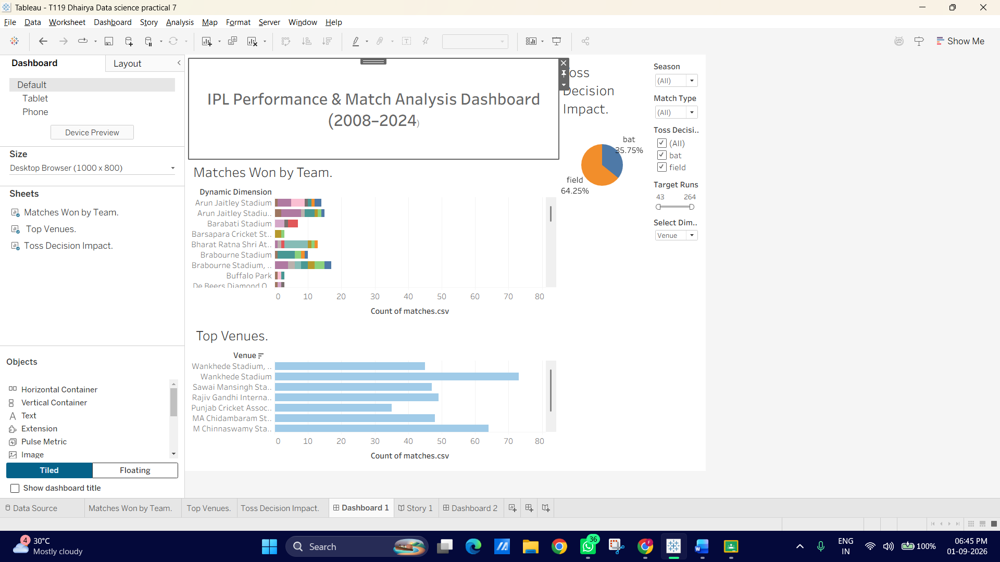 Tableau - T119 Dhairya Data science practical 7
File Data Worksheet Dashboard Story Analysis Map Format Server Window Help
Show Me
Dashboard
Layout
Default
Tablet
Phone
Device Preview
Size
Desktop Browser (1000 x 800)
Sheets
Matches Won by Team.
Top Venues.
Toss Decision Impact.
Objects
Horizontal Container
Vertical Container
Text
Extension
Pulse Metric
Image
Tiled
Floating
Show dashboard title
IPL Performance & Match Analysis Dashboard
(2008–2024)
Matches Won by Team.
Dynamic Dimension
Arun Jaitley Stadium
Arun Jaitley Stadiu..
Barabati Stadium
Barsapara Cricket St..
Bharat Ratna Shri At..
Brabourne Stadium
Brabourne Stadium, ..
Buffalo Park
De Beers Diamond O..
0 10 20 30 40 50 60 70 80
Count of matches.csv
Top Venues.
Venue
Wankhede Stadium, ..
Wankhede Stadium
Sawai Mansingh Sta..
Rajiv Gandhi Interna..
Punjab Cricket Assoc..
MA Chidambaram St..
M Chinnaswamy Sta..
0 10 20 30 40 50 60 70 80
Count of matches.csv
Toss
Decision
Impact.
bat
35.75%
field
64.25%
Season
(All)
Match Type
(All)
Toss Decisi..
(All)
bat
field
Target Runs
43 264
Select Dim..
Venue
Data Source
Matches Won by Team.
Top Venues.
Toss Decision Impact.
Dashboard 1
Story 1
Dashboard 2
4
30°C
Mostly cloudy
Search
36
F
W
ENG
IN
100%
06:45 PM
01-09-2026